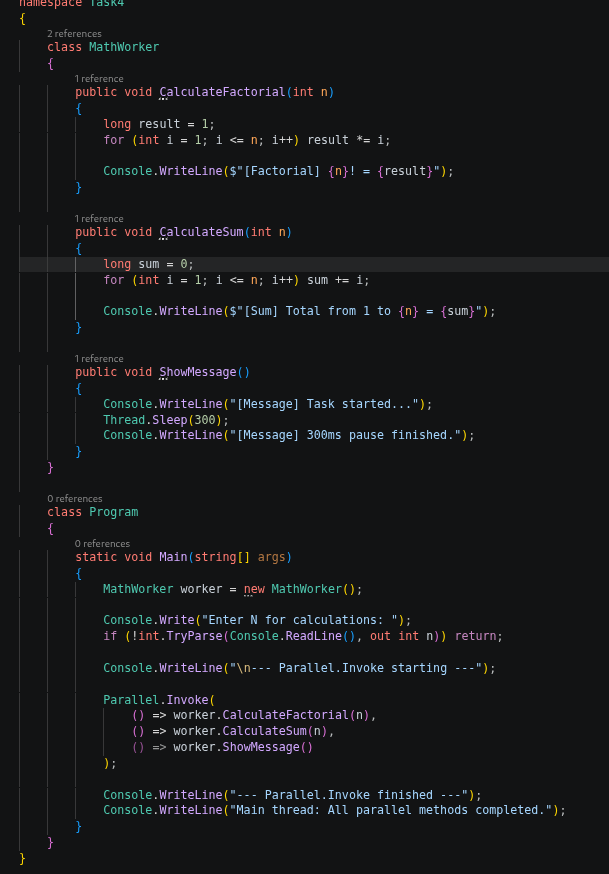 namespace Task4
{
2 references
class MathWorker
{
1 reference
public void CalculateFactorial(int n)
{
long result = 1;
for (int i = 1; i <= n; i++) result *= i;
Console.WriteLine($"[Factorial] {n}! = {result}");
}
1 reference
public void CalculateSum(int n)
{
long sum = 0;
for (int i = 1; i <= n; i++) sum += i;
Console.WriteLine($"[Sum] Total from 1 to {n} = {sum}");
}
1 reference
public void ShowMessage()
{
Console.WriteLine("[Message] Task started...");
Thread.Sleep(300);
Console.WriteLine("[Message] 300ms pause finished.");
}
}
0 references
class Program
{
0 references
static void Main(string[] args)
{
MathWorker worker = new MathWorker();
Console.Write("Enter N for calculations: ");
if (!int.TryParse(Console.ReadLine(), out int n)) return;
Console.WriteLine("\n--- Parallel.Invoke starting ---");
Parallel.Invoke(
() => worker.CalculateFactorial(n),
() => worker.CalculateSum(n),
() => worker.ShowMessage()
);
Console.WriteLine("--- Parallel.Invoke finished ---");
Console.WriteLine("Main thread: All parallel methods completed.");
}
}
}